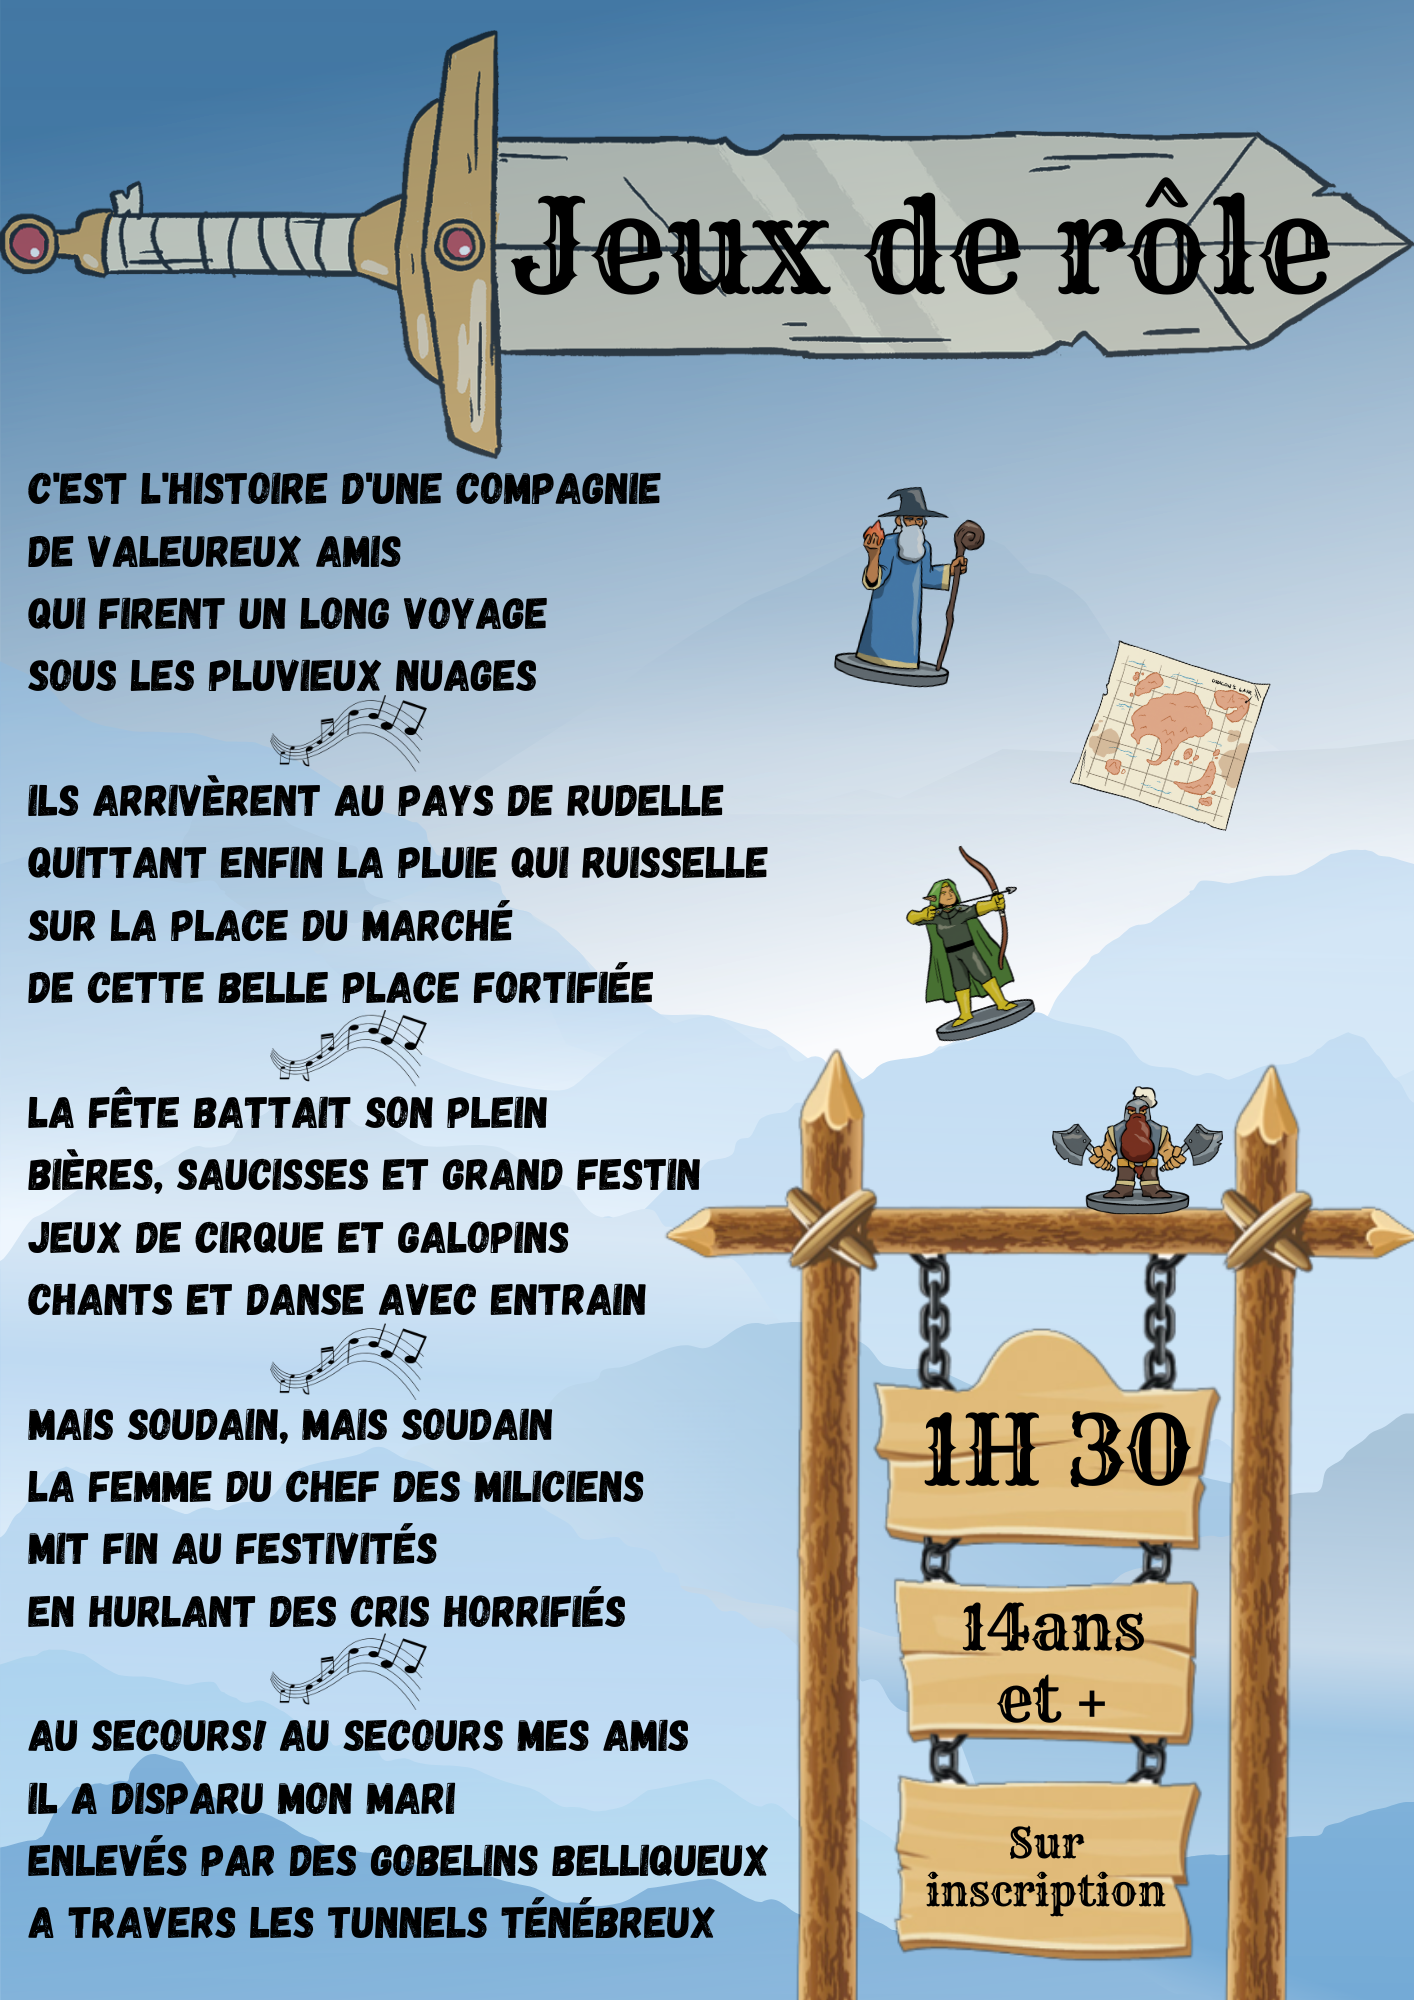 Jeux de rôle
C'EST L'HISTOIRE D'UNE COMPAGNIE
DE VALEUREUX AMIS
QUI FIRENT UN LONG VOYAGE
SOUS LES PLUVIEUX NUAGES
ILS ARRIVÈRENT AU PAYS DE RUDELLE
QUITTANT ENFIN LA PLUIE QUI RUISSELLE
SUR LA PLACE DU MARCHÉ
DE CETTE BELLE PLACE FORTIFIÉE
LA FÊTE BATTAIT SON PLEIN
BIÈRES, SAUCISSES ET GRAND FESTIN
JEUX DE CIRQUE ET GALOPINS
CHANTS ET DANSE AVEC ENTRAIN
MAIS SOUDAIN, MAIS SOUDAIN
LA FEMME DU CHEF DES MILICIENS
MIT FIN AU FESTIVITÉS
EN HURLANT DES CRIS HORRIFIÉS
AU SECOURS! AU SECOURS MES AMIS
IL A DISPARU MON MARI
ENLEVÉS PAR DES GOBELINS BELLIQUEUX
A TRAVERS LES TUNNELS TÉNÉBREUX
1H 30
14ans
et +
Sur
inscription